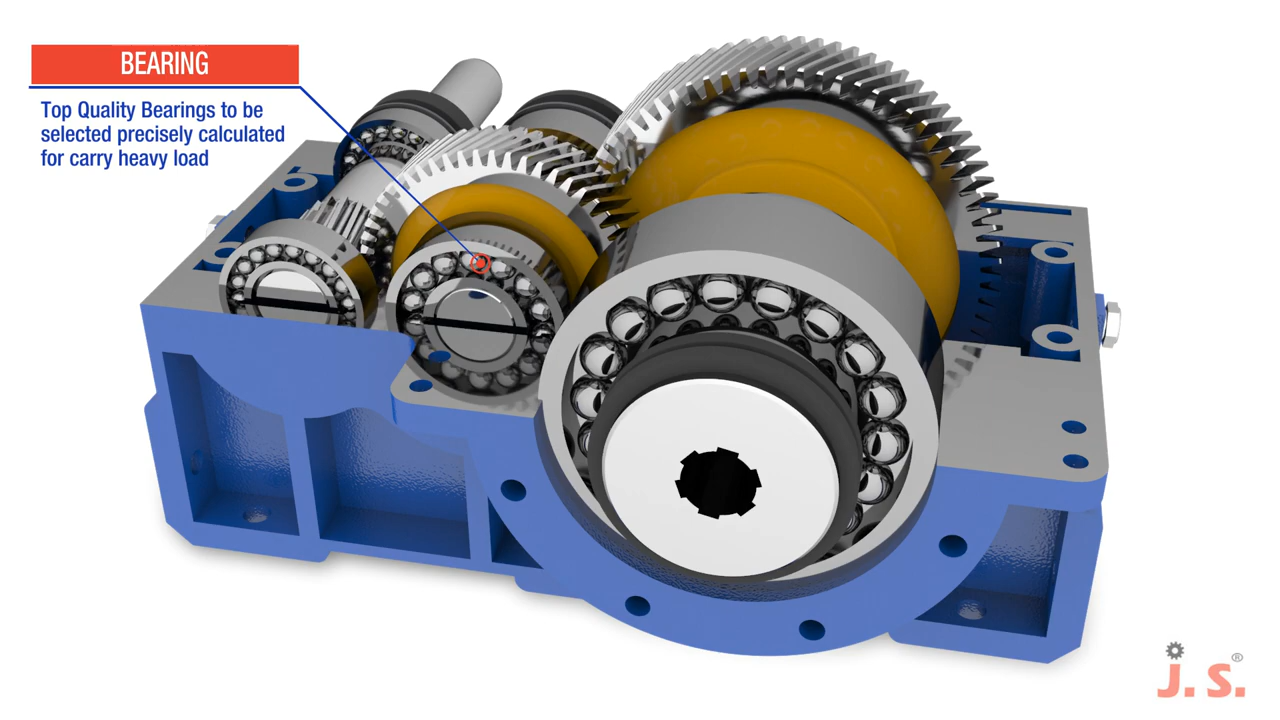 BEARING
Top Quality Bearings to be
selected precisely calculated
for carry heavy load
J. S.®